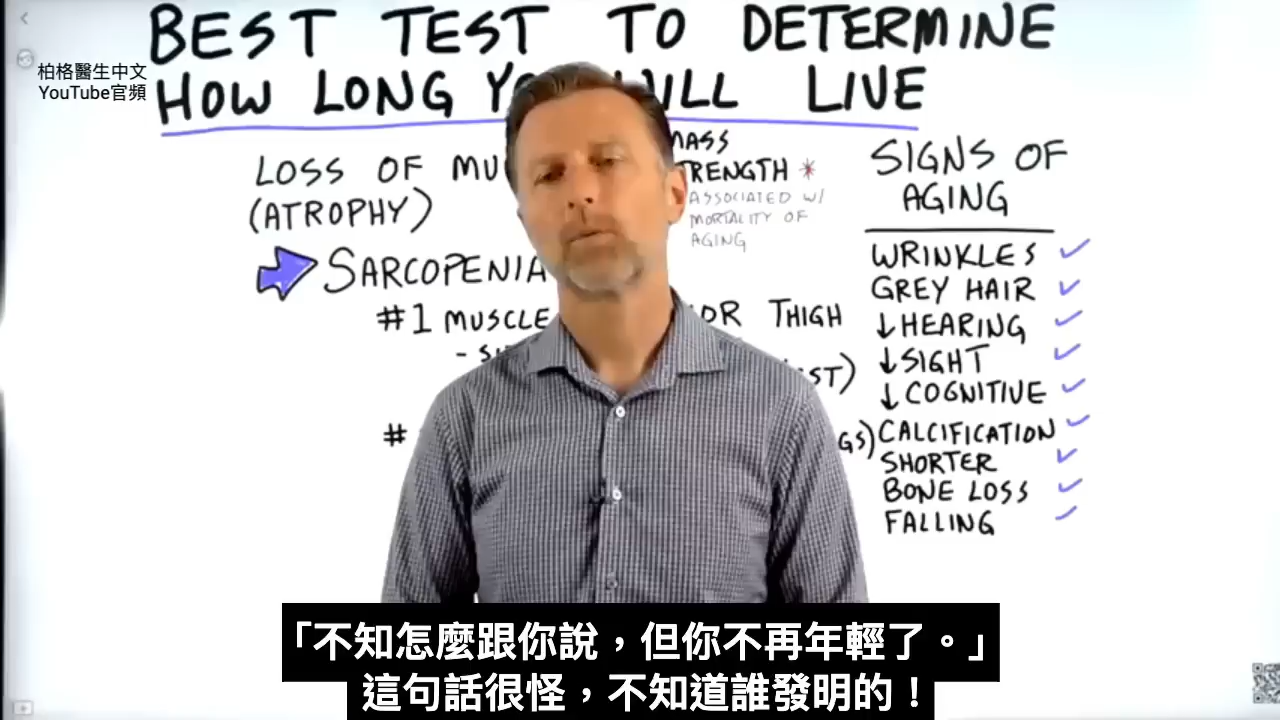 BEST TEST TO DETERMINE
HOW LONG WILL LIVE
柏格醫生中文
YouTube官頻
LOSS OF
(ATROPHY)
MASS
STRENGTH *
ASSOCIATED W/
MORTALITY OF
AGING
SARCOPENIA
#1 MUSCLE
OR THIGH
#
SIGNS OF
AGING
WRINKLES ✓
GREY HAIR ✓
↓HEARING ✓
↓SIGHT ✓
↓COGNITIVE ✓
CALCIFICATION ✓
SHORTER ✓
BONE LOSS ✓
FALLING ✓
「不知怎麼跟你說，但你不再年輕了。」
這句話很怪，不知道誰發明的！